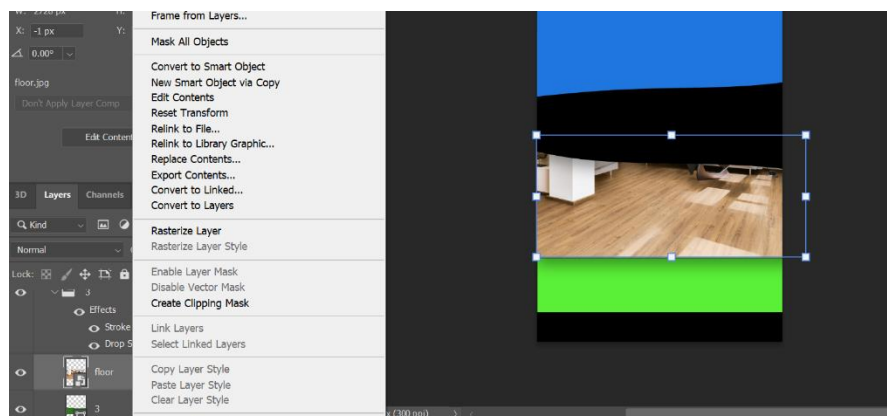 W: 2720 px H:
X: -1 px Y:
0.00°
floor.jpg
Don't Apply Layer Comp
Edit Content
3D Layers Channels
Kind
Normal
Lock:
3
Effects
Stroke
Drop S
floor
3
Frame from Layers...
Mask All Objects
Convert to Smart Object
New Smart Object via Copy
Edit Contents
Reset Transform
Relink to File...
Relink to Library Graphic...
Replace Contents...
Export Contents...
Convert to Linked...
Convert to Layers
Rasterize Layer
Rasterize Layer Style
Enable Layer Mask
Disable Vector Mask
Create Clipping Mask
Link Layers
Select Linked Layers
Copy Layer Style
Paste Layer Style
Clear Layer Style
(300 ppi)